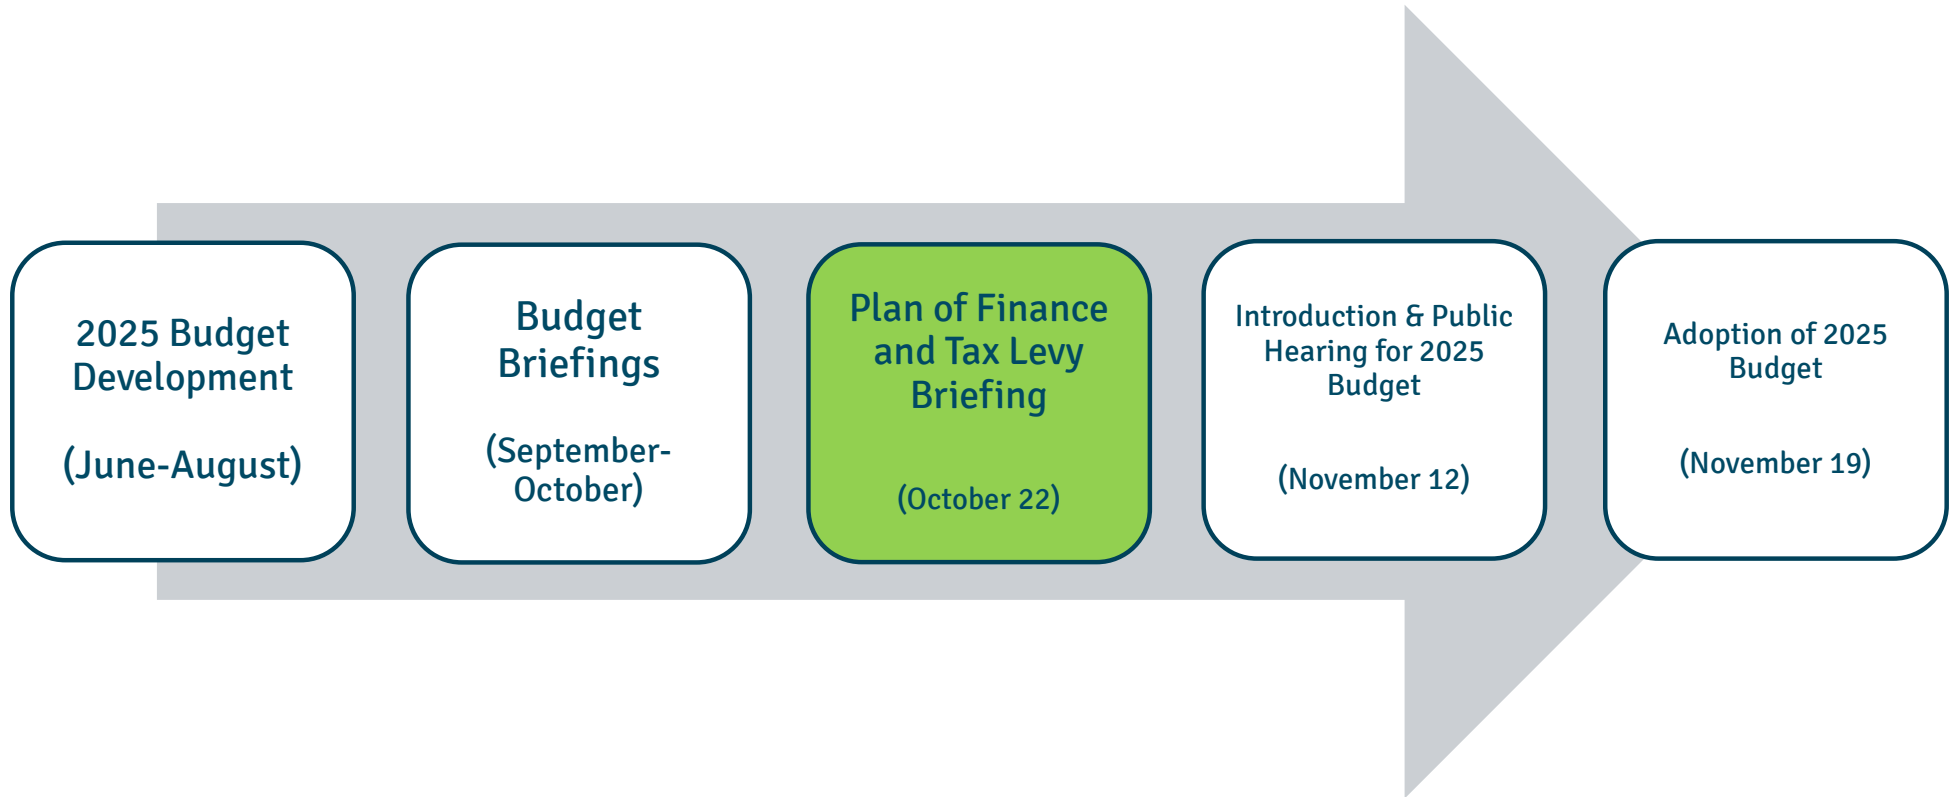 2025 Budget
Development
(June-August)
Budget
Briefings
(September-
October)
Plan of Finance
and Tax Levy
Briefing
(October 22)
Introduction & Public
Hearing for 2025
Budget
(November 12)
Adoption of 2025
Budget
(November 19)